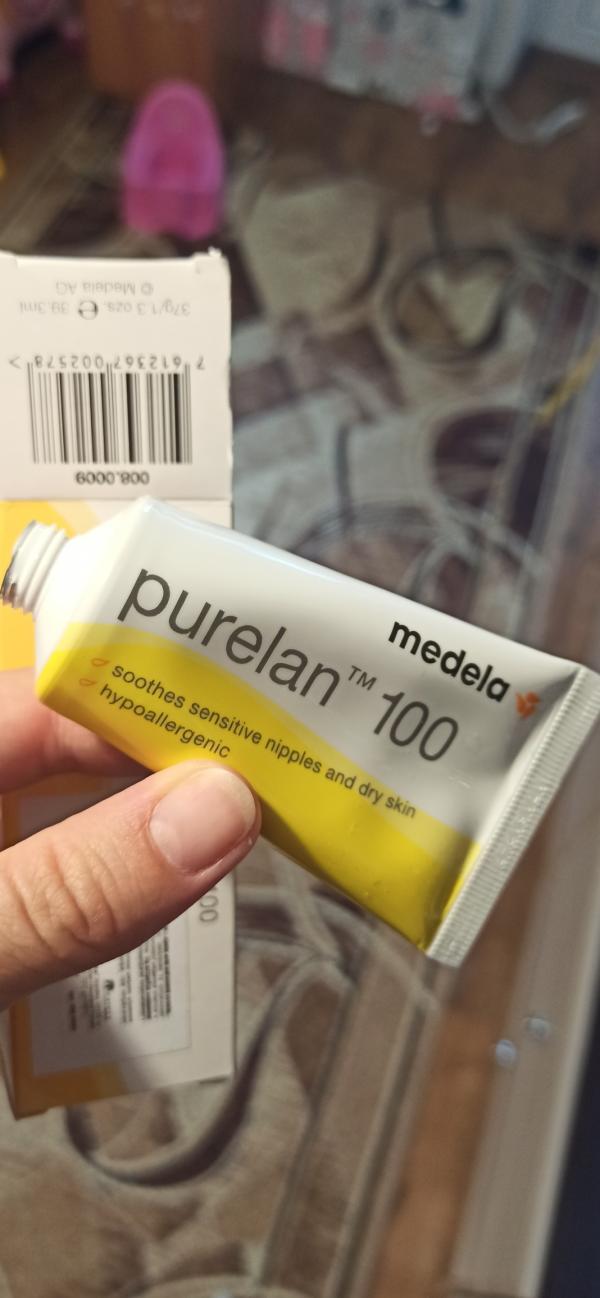 37g/1.3 ozs. ℮ 39.3ml
© Medela AG
7 612367 002578 >
008.0009
medela
purelan™ 100
soothes sensitive nipples and dry skin
hypoallergenic
100